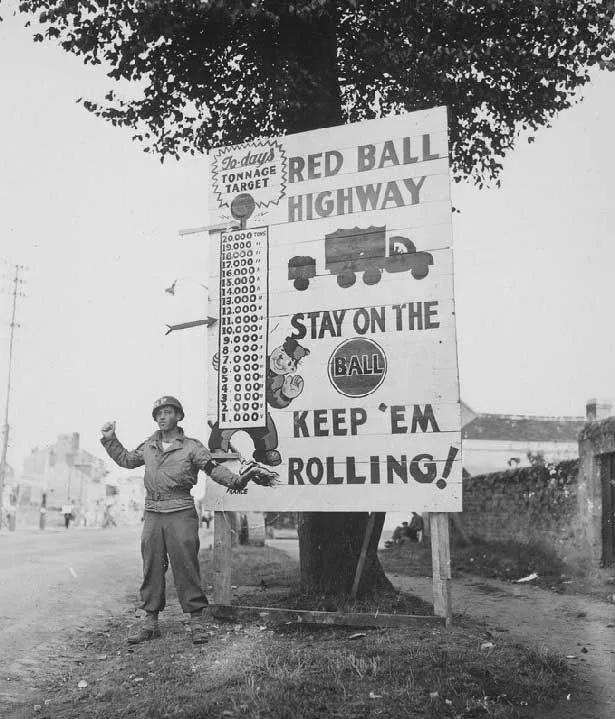 To-day's
TONNAGE
TARGET
RED BALL
HIGHWAY
20.000 TONS
19.000 "
18.000 "
17.000 "
16.000 "
15.000 "
14.000 "
13.000 "
12.000 "
11.000 "
10.000 "
9.000 "
8.000 "
7.000 "
6.000 "
5.000 "
4.000 "
3.000 "
2.000 "
1.000 "
STAY ON THE
BALL
KEEP 'EM
ROLLING!